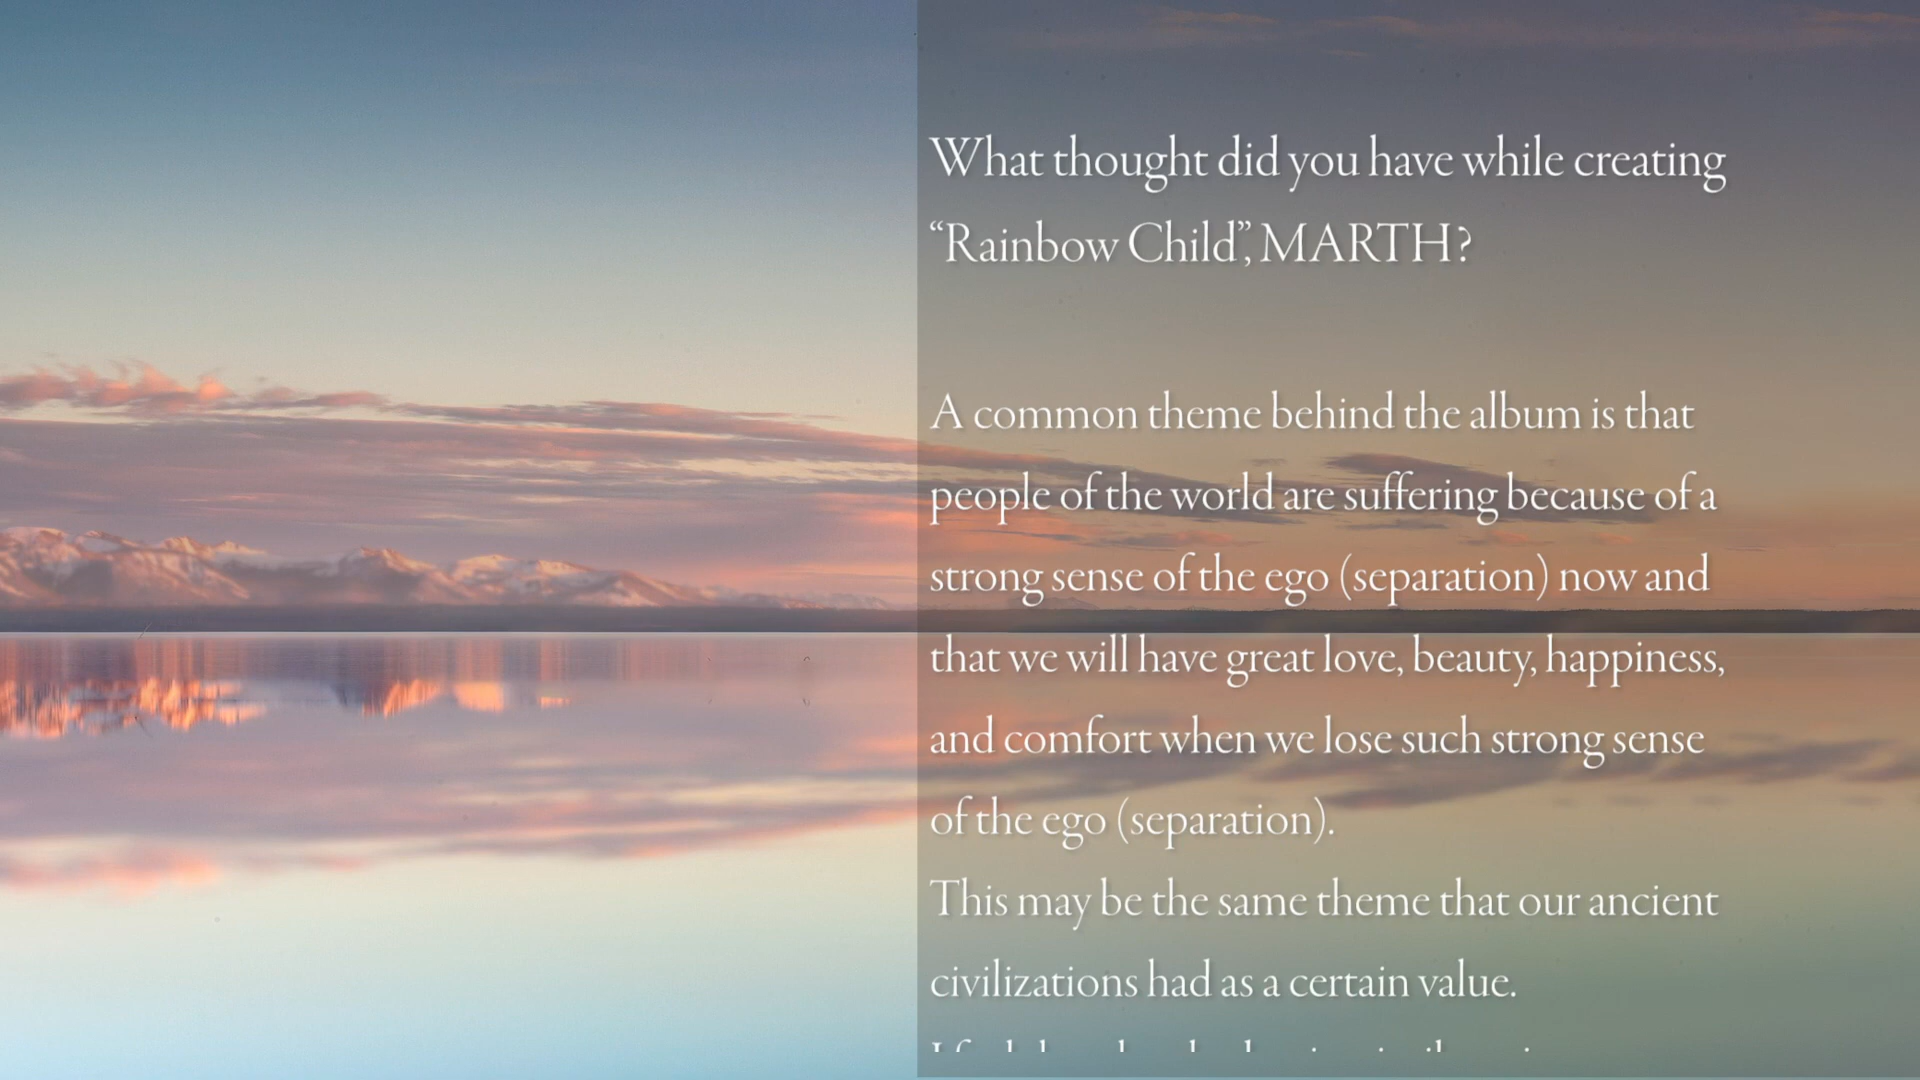 What thought did you have while creating
“Rainbow Child”, MARTH?
A common theme behind the album is that
people of the world are suffering because of a
strong sense of the ego (separation) now and
that we will have great love, beauty, happiness,
and comfort when we lose such strong sense
of the ego (separation).
This may be the same theme that our ancient
civilizations had as a certain value.